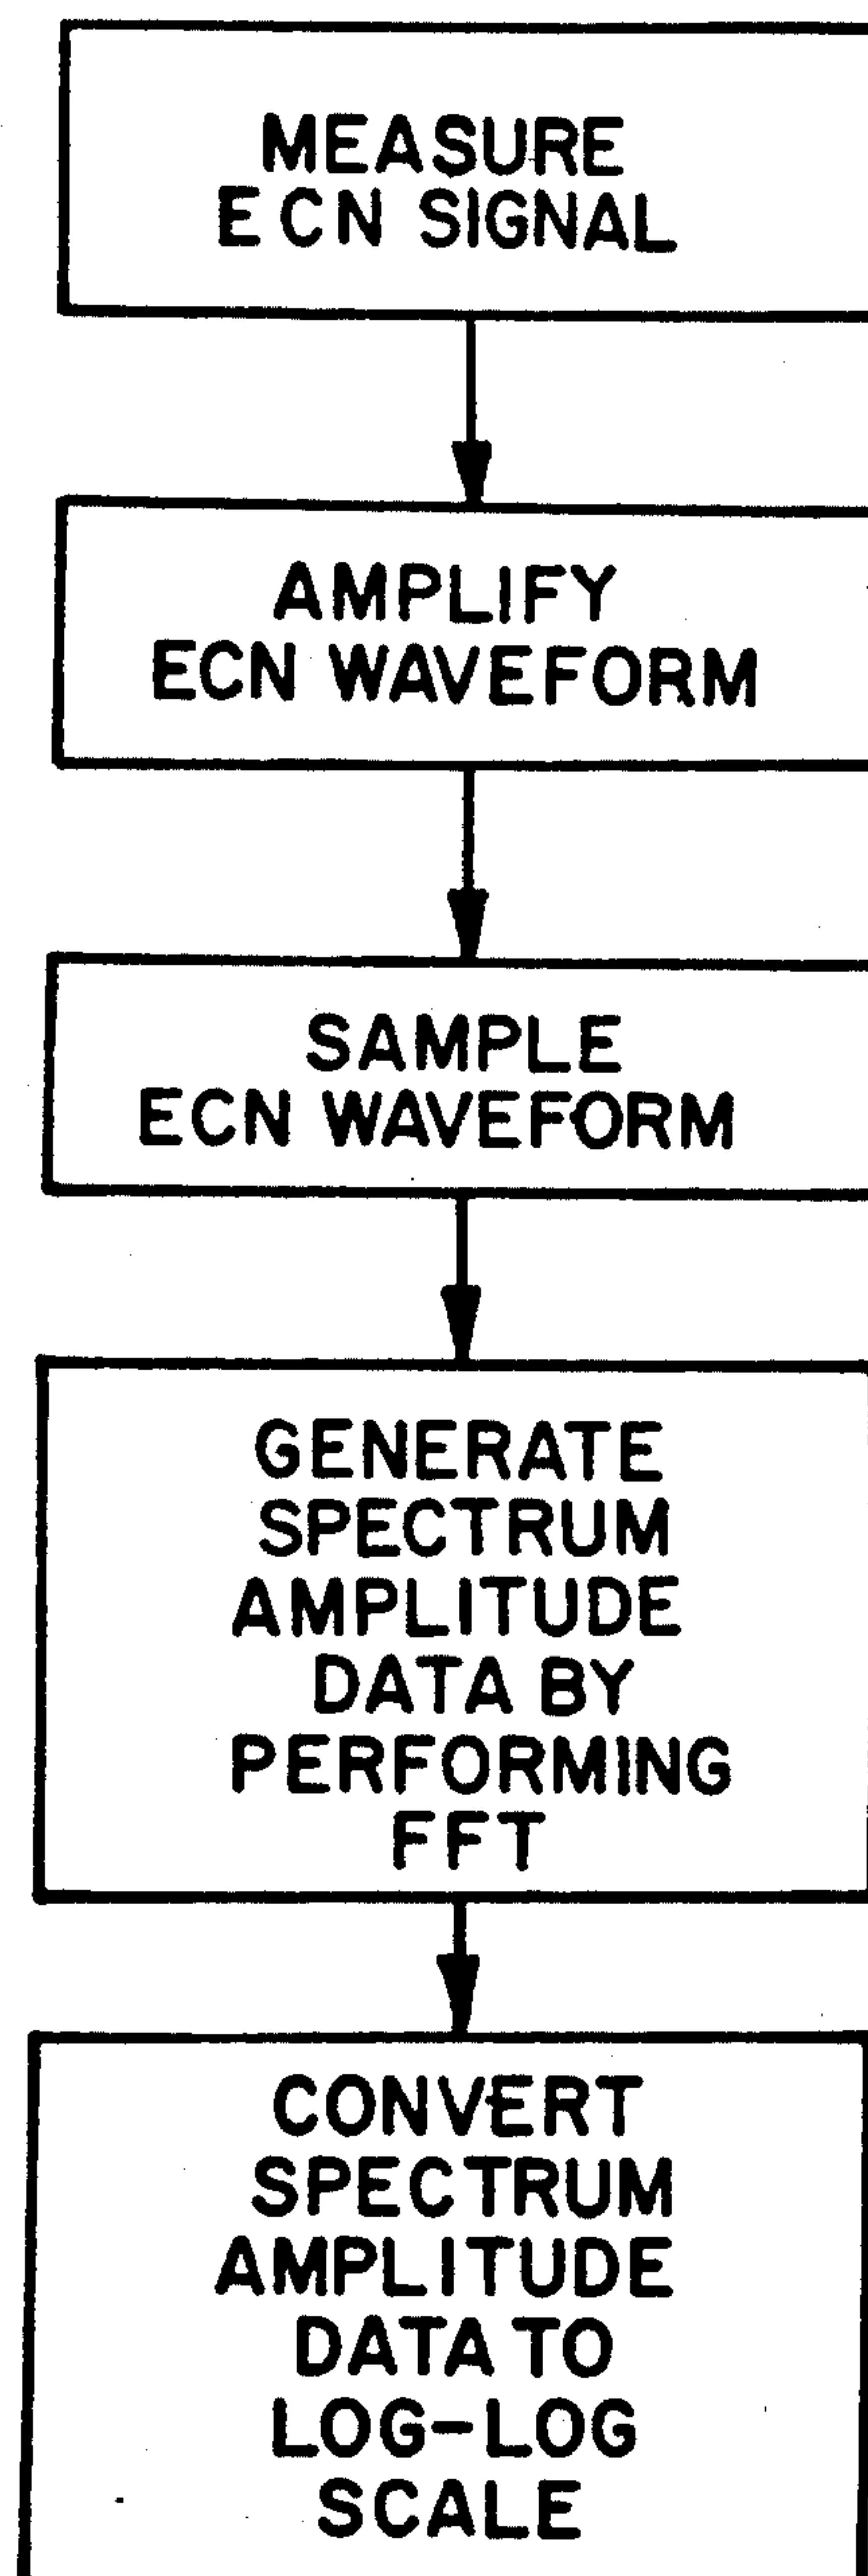 MEASURE
ECN SIGNAL
AMPLIFY
ECN WAVEFORM
SAMPLE
ECN WAVEFORM
GENERATE
SPECTRUM
AMPLITUDE
DATA BY
PERFORMING
FFT
CONVERT
SPECTRUM
AMPLITUDE
DATA TO
LOG-LOG
SCALE